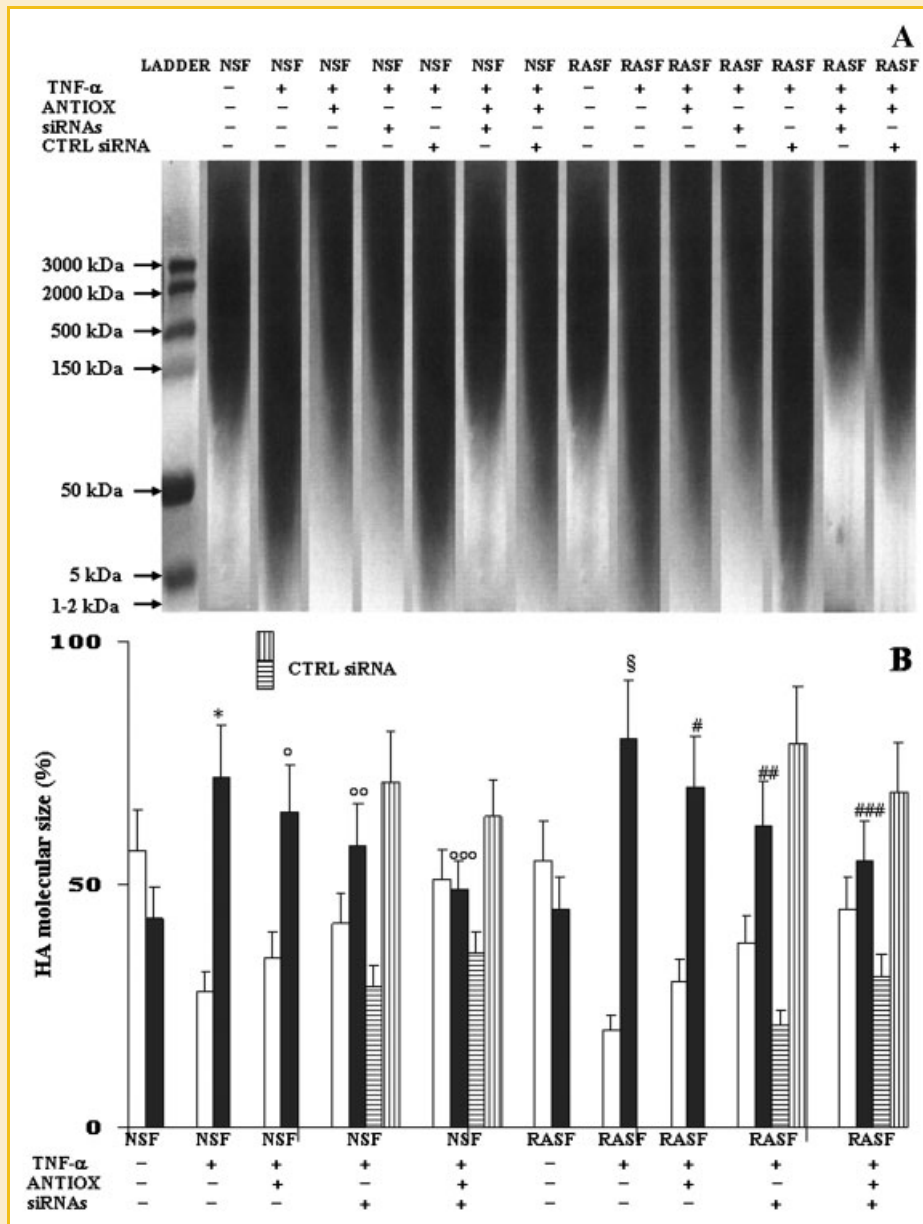 A
LADDER NSF NSF NSF NSF NSF NSF NSF RASF RASF RASF RASF RASF RASF RASF
TNF-α – + + + + + + – + + + + + +
ANTIOX – – + – – + + – – + – – + +
siRNAs – – – + – + – – – – + – + –
CTRL siRNA – – – – + – + – – – – + – +
3000 kDa
2000 kDa
500 kDa
150 kDa
50 kDa
5 kDa
1-2 kDa
B
100
CTRL siRNA
HA molecular size (%)
50
0
* ° °° °°° § # ## ###
NSF NSF NSF NSF NSF RASF RASF RASF RASF RASF
TNF-α – + + + + – + + + +
ANTIOX – – + – + – – + – +
siRNAs – – – + + – – – + +